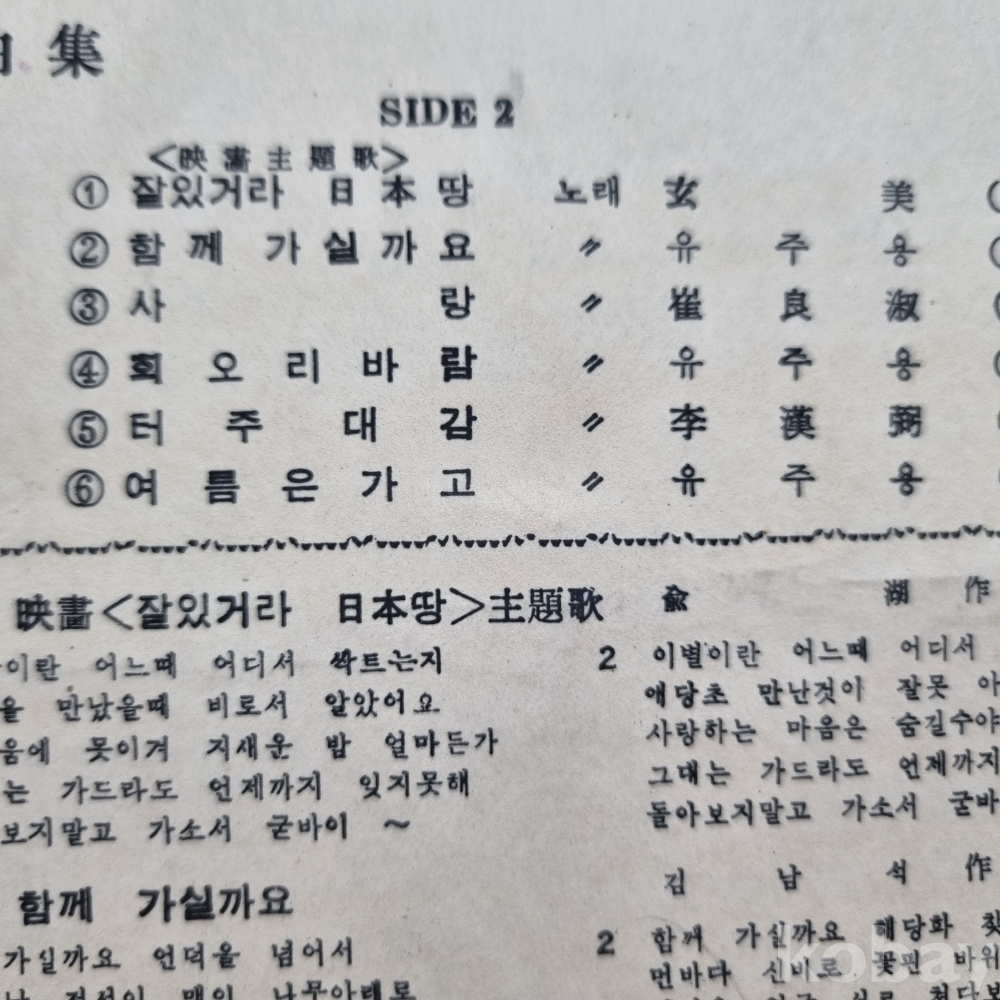 集
SIDE 2
<映畵主題歌>
① 잘있거라 日本땅 노래 玄美
② 함께 가실까요 〃 유주용
③ 사랑 〃 崔良淑
④ 회오리바람 〃 유주용
⑤ 터주대감 〃 李漢弼
⑥ 여름은가고 〃 유주용
映畵<잘있거라 日本땅>主題歌 兪湖作
이란 어느때 어디서 싹트는지
을 만났을때 비로서 알았어요
움에 못이겨 지새운 밤 얼마든가
는 가드라도 언제까지 잊지못해
보지말고 가소서 굳바이 ~
2 이별이란 어느때 어디서
애당초 만난것이 잘못
사랑하는 마음은 숨길수야
그대는 가드라도 언제까지
돌아보지말고 가소서 굳바
함께 가실까요 김남석作
가실까요 언덕을 넘어서
나무아래로
2 함께 가실까요 해당화
먼바다 신비로 꽃핀 바위
kobay